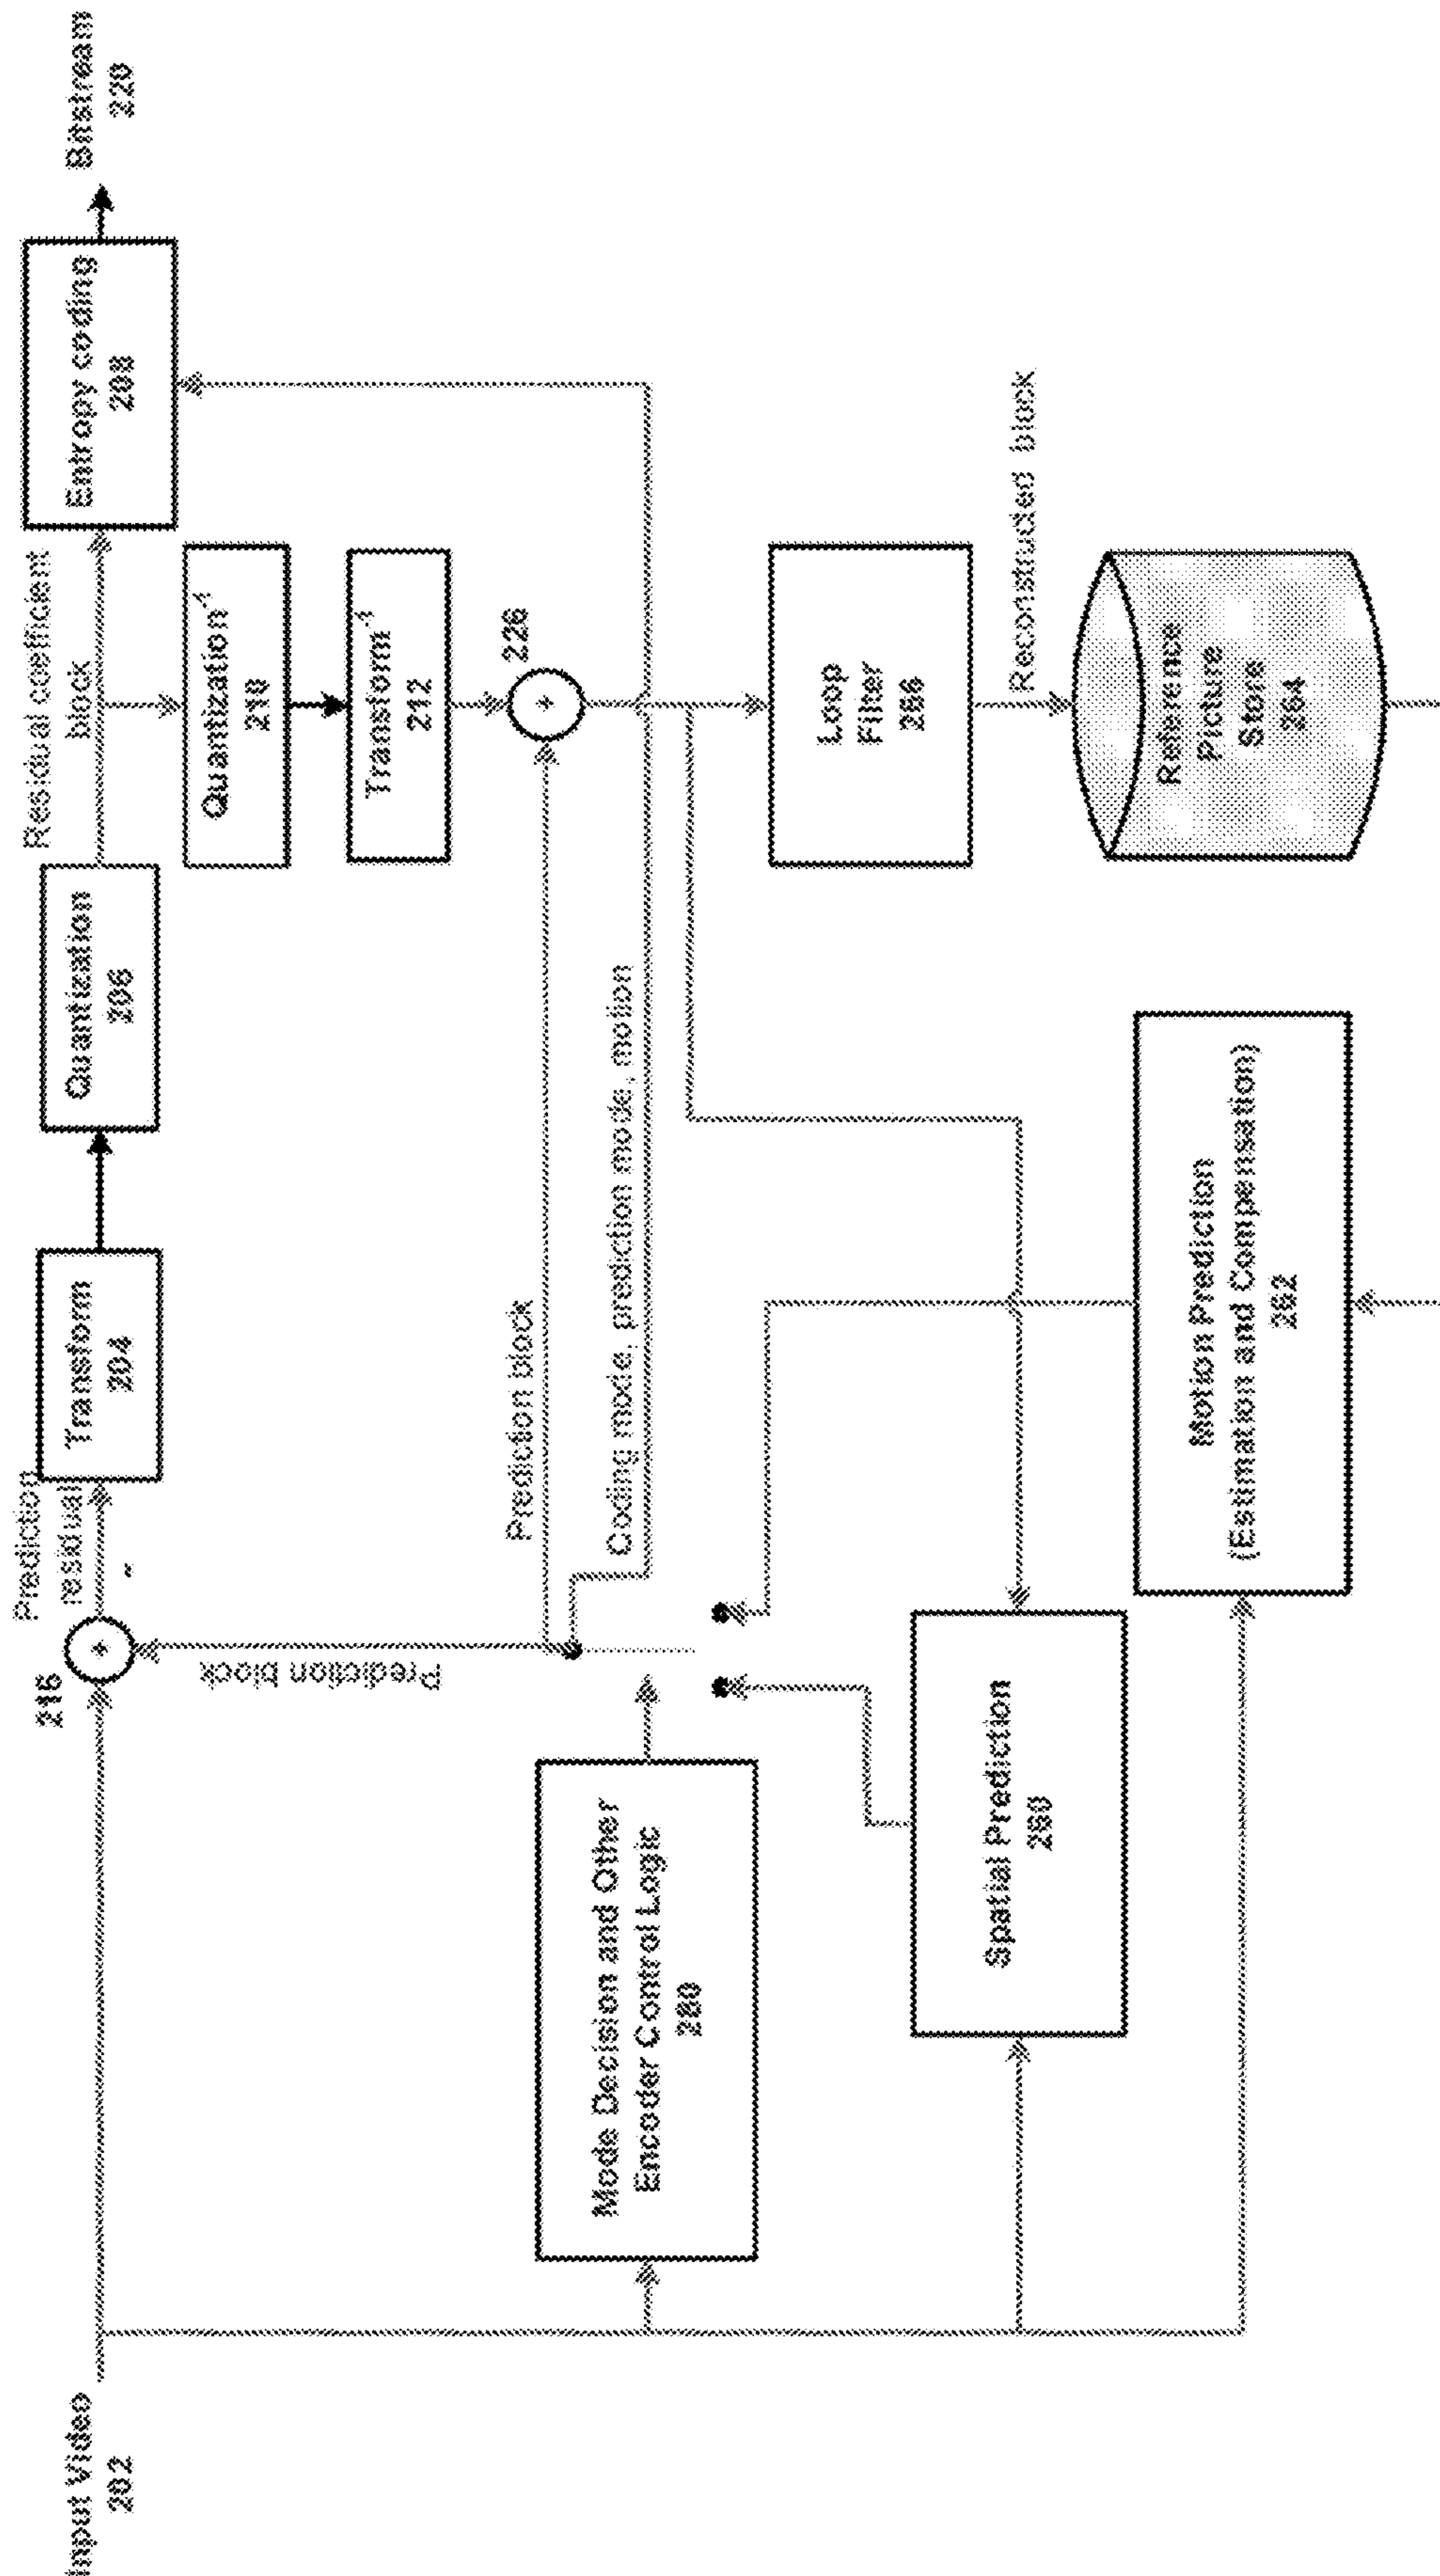 Input Video
202
216
Prediction
residual
-
Transform
204
Quantization
206
Residual coefficient
block
Entropy coding
208
Bitstream
220
Quantization-1
210
Transform-1
212
226
+
+
Prediction block
Prediction block
Coding mode, prediction mode, motion
Mode Decision and Other
Encoder Control Logic
280
Spatial Prediction
260
Motion Prediction
(Estimation and Compensation)
262
Loop
Filter
266
Reconstructed block
Reference
Picture
Store
264